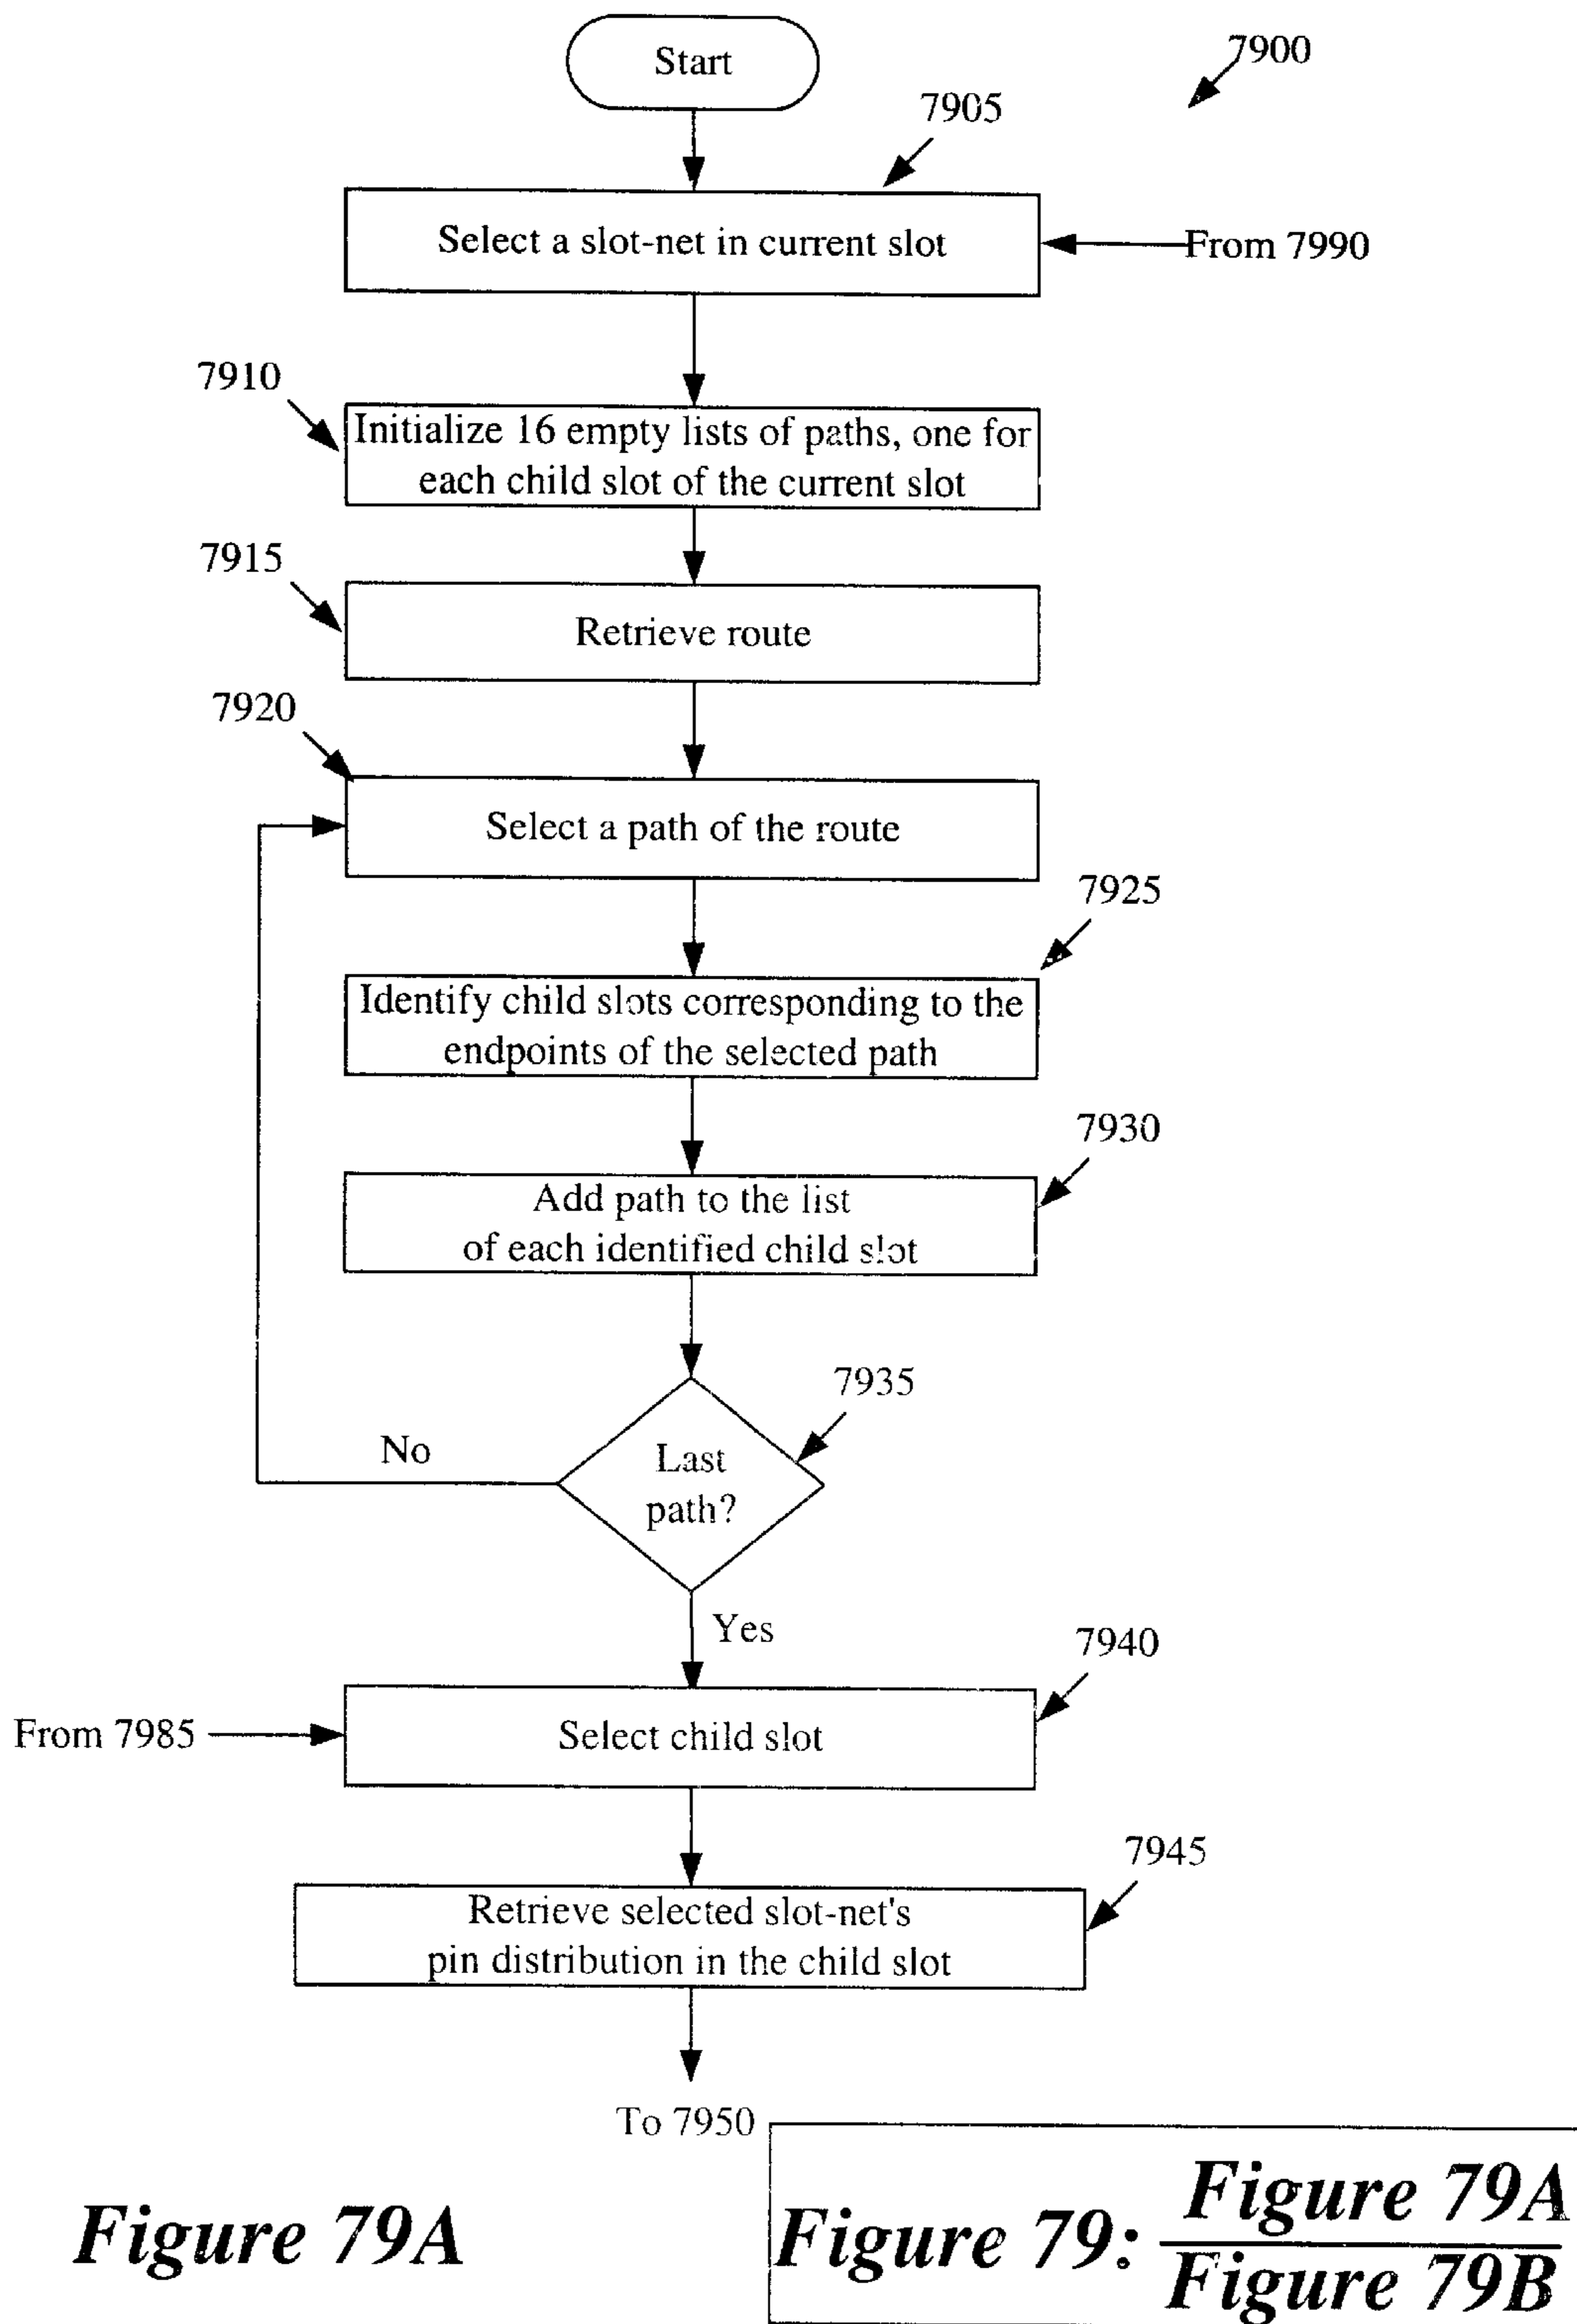 Start
7900
7905
Select a slot-net in current slot
From 7990
7910
Initialize 16 empty lists of paths, one for
each child slot of the current slot
7915
Retrieve route
7920
Select a path of the route
7925
Identify child slots corresponding to the
endpoints of the selected path
7930
Add path to the list
of each identified child slot
7935
Last
path?
No
Yes
7940
From 7985
Select child slot
7945
Retrieve selected slot-net's
pin distribution in the child slot
To 7950
Figure 79A
Figure 79:
Figure 79A
Figure 79B